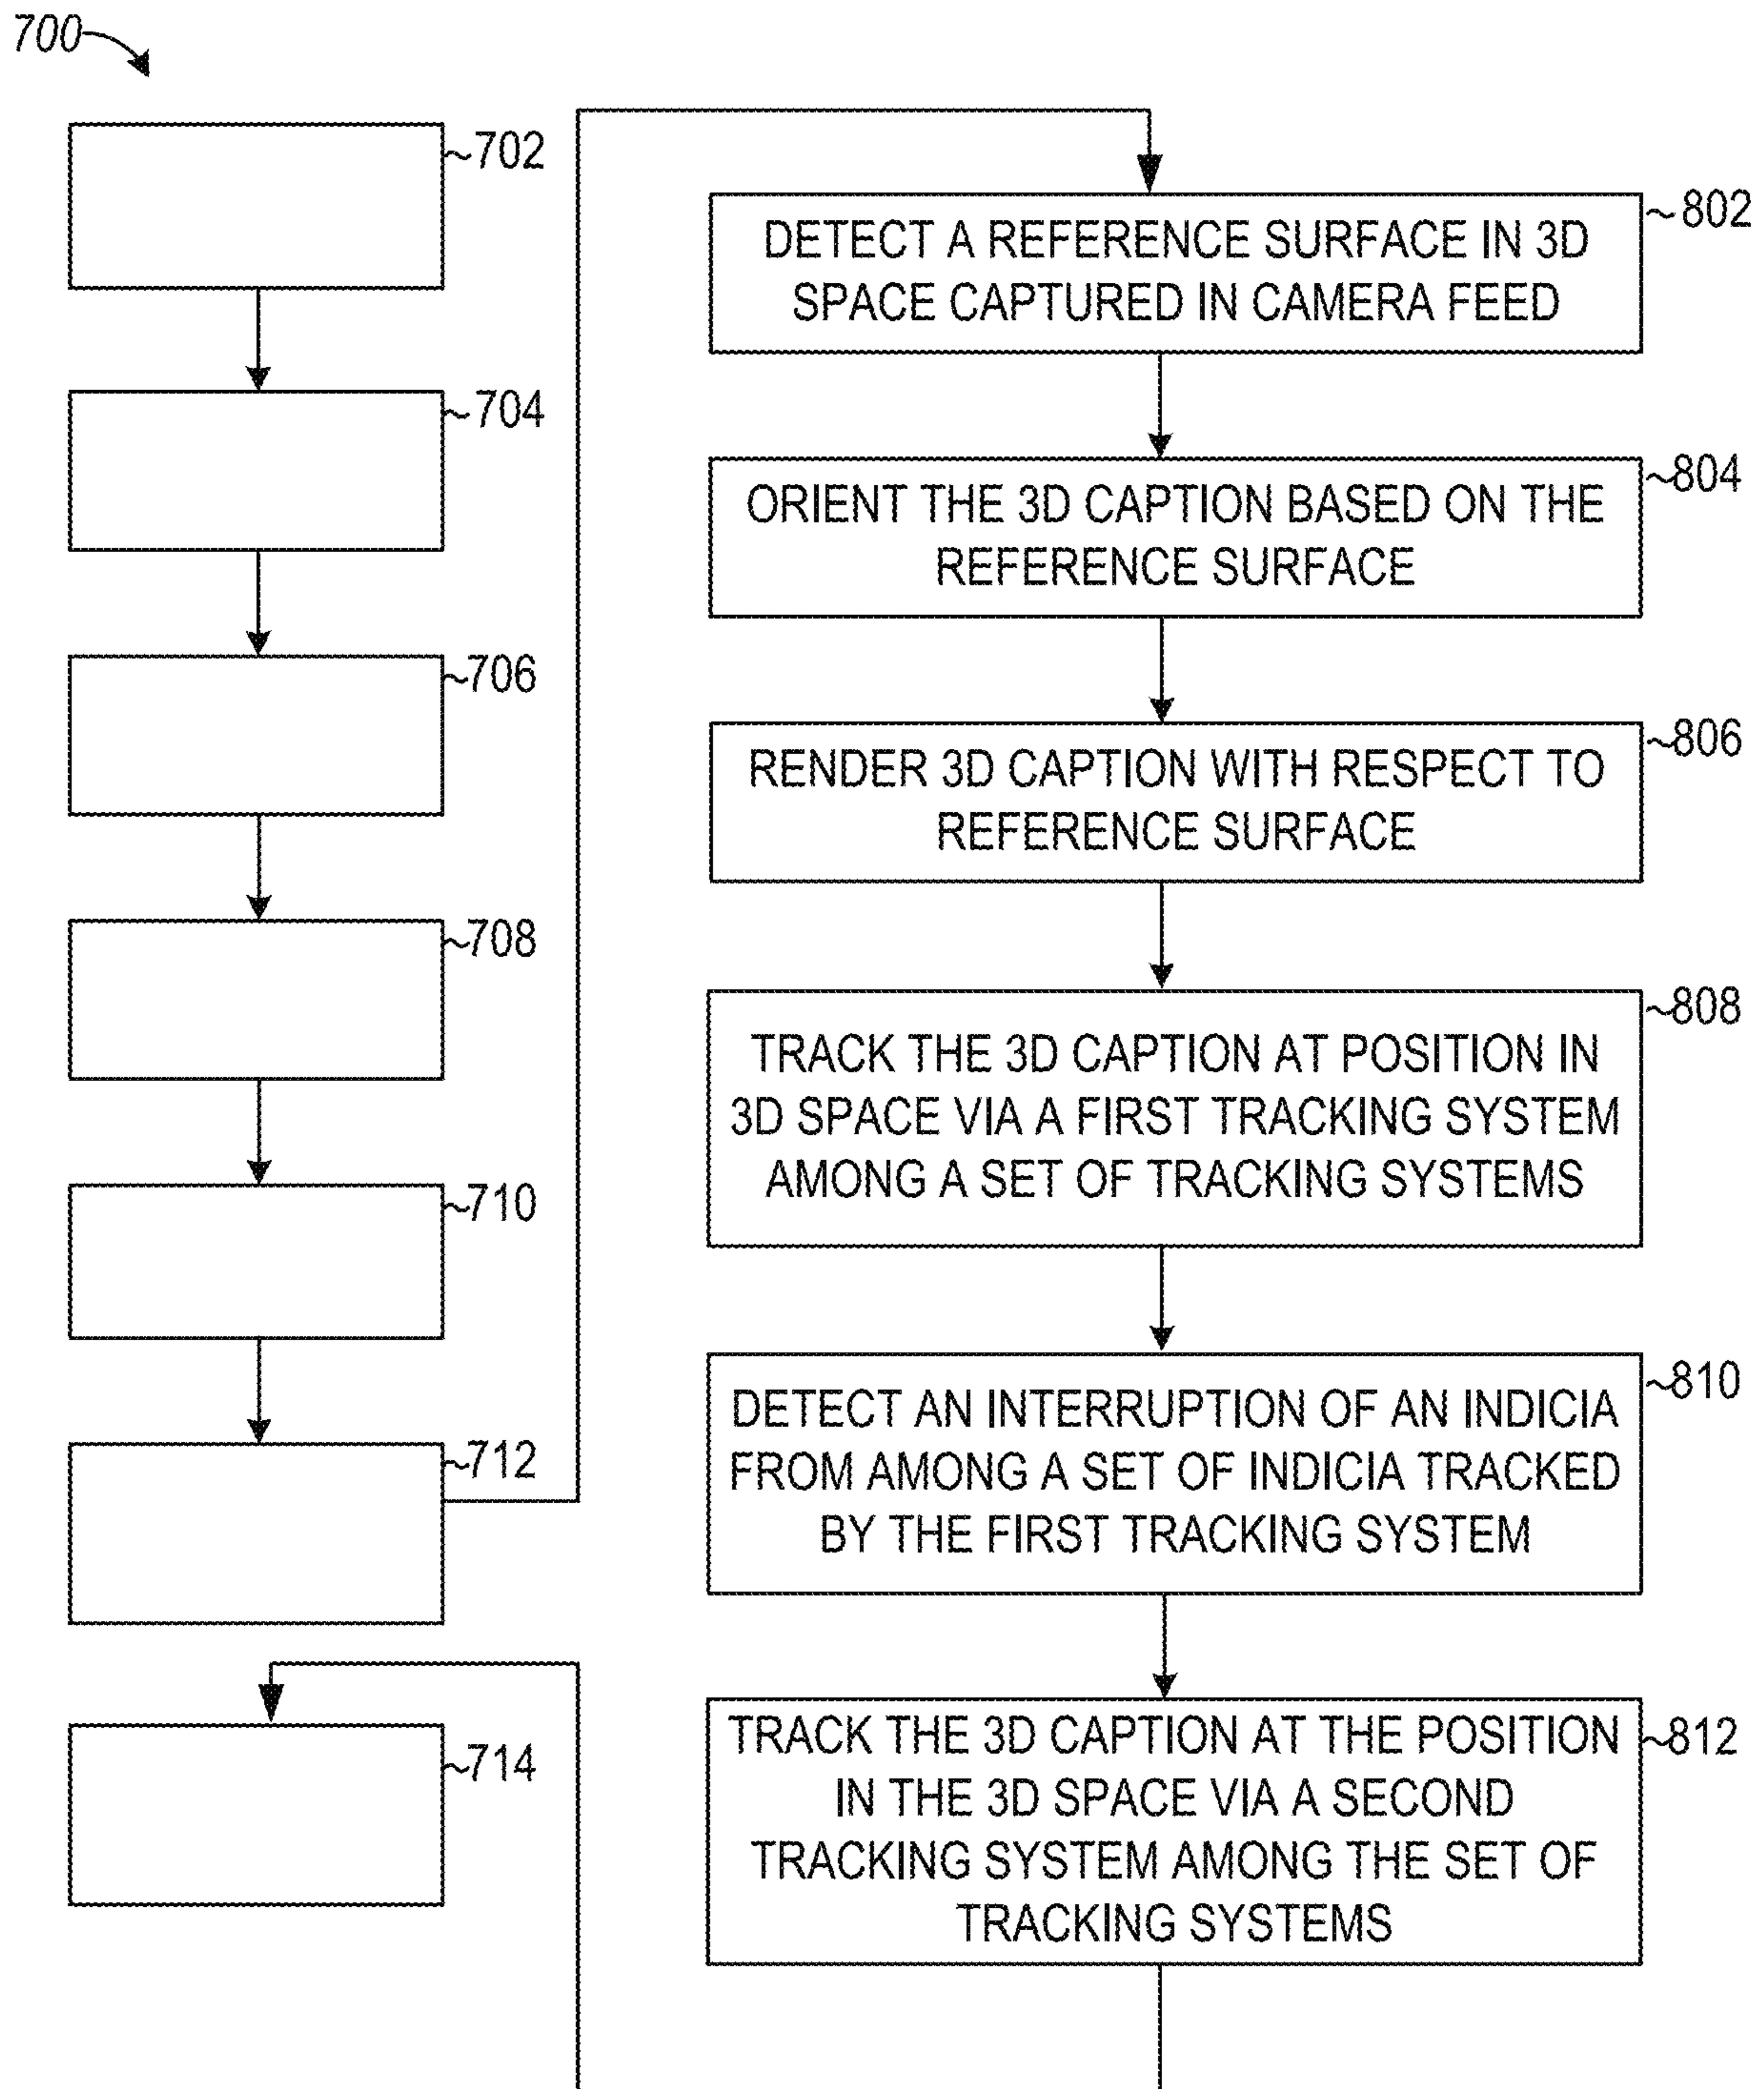 700
702
704
706
708
710
712
714
802
DETECT A REFERENCE SURFACE IN 3D
SPACE CAPTURED IN CAMERA FEED
804
ORIENT THE 3D CAPTION BASED ON THE
REFERENCE SURFACE
806
RENDER 3D CAPTION WITH RESPECT TO
REFERENCE SURFACE
808
TRACK THE 3D CAPTION AT POSITION IN
3D SPACE VIA A FIRST TRACKING SYSTEM
AMONG A SET OF TRACKING SYSTEMS
810
DETECT AN INTERRUPTION OF AN INDICIA
FROM AMONG A SET OF INDICIA TRACKED
BY THE FIRST TRACKING SYSTEM
812
TRACK THE 3D CAPTION AT THE POSITION
IN THE 3D SPACE VIA A SECOND
TRACKING SYSTEM AMONG THE SET OF
TRACKING SYSTEMS